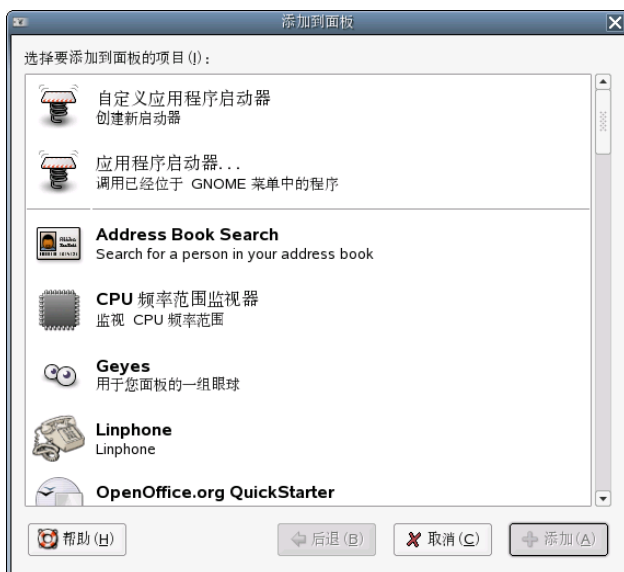 添加到面板
选择要添加到面板的项目(I):
自定义应用程序启动器
创建新启动器
应用程序启动器...
调用已经位于 GNOME 菜单中的程序
Address Book Search
Search for a person in your address book
CPU 频率范围监视器
监视 CPU 频率范围
Geyes
用于您面板的一组眼球
Linphone
Linphone
OpenOffice.org QuickStarter
帮助(H)
后退(B)
取消(C)
添加(A)